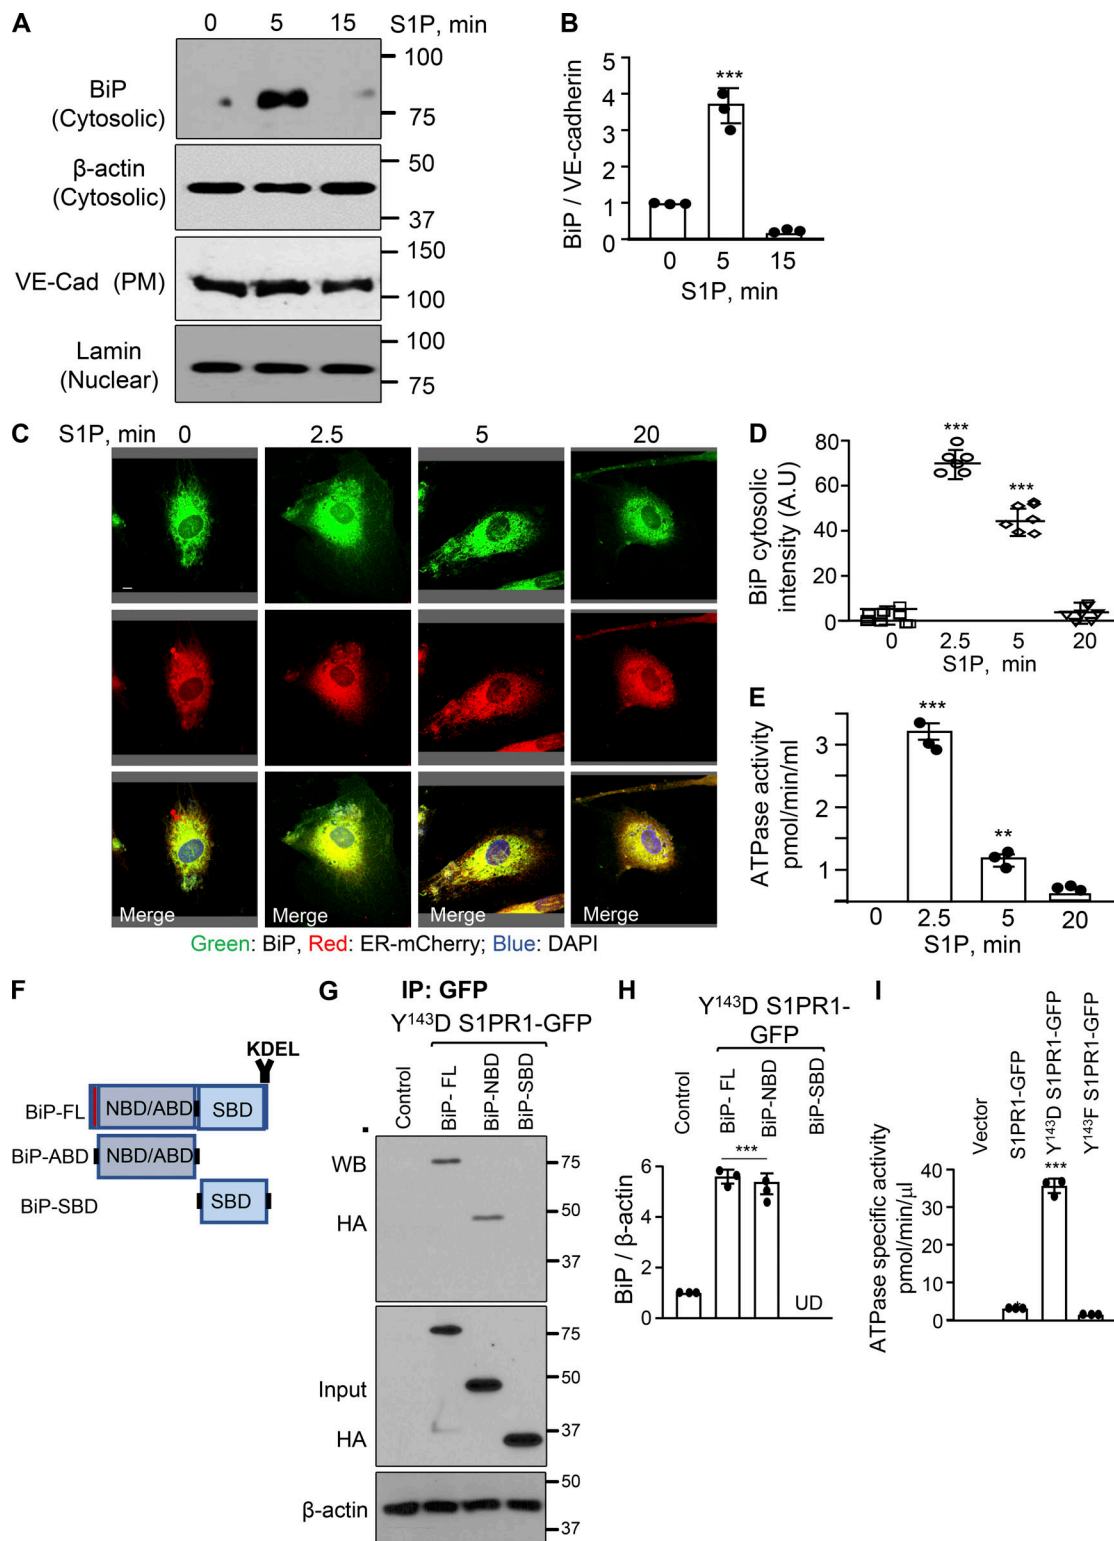 A
0 5 15 S1P, min
BiP
(Cytosolic)
100
75
β-actin
(Cytosolic)
50
37
VE-Cad (PM)
150
100
Lamin
(Nuclear)
100
75
B
BiP / VE-cadherin
5
4
3
2
1
0
***
0 5 15
S1P, min
C
S1P, min 0 2.5 5 20
Merge Merge Merge Merge
Green: BiP, Red: ER-mCherry; Blue: DAPI
D
BiP cytosolic
intensity (A.U)
80
60
40
20
0
***
***
0 2.5 5 20
S1P, min
E
ATPase activity
pmol/min/ml
3
2
1
***
**
0 2.5 5 20
S1P, min
F
KDEL
BiP-FL NBD/ABD SBD
BiP-ABD NBD/ABD
BiP-SBD SBD
G
IP: GFP
Y143D S1PR1-GFP
Control
BiP- FL
BiP-NBD
BiP-SBD
WB
HA
75
50
37
Input
HA
75
50
37
β-actin
50
37
H
Y143D S1PR1-
GFP
Control
BiP- FL
BiP-NBD
BiP-SBD
BiP / β-actin
6
4
2
0
***
UD
I
Vector
S1PR1-GFP
Y143D S1PR1-GFP
Y143F S1PR1-GFP
ATPase specific activity
pmol/min/µl
40
30
20
10
0
***